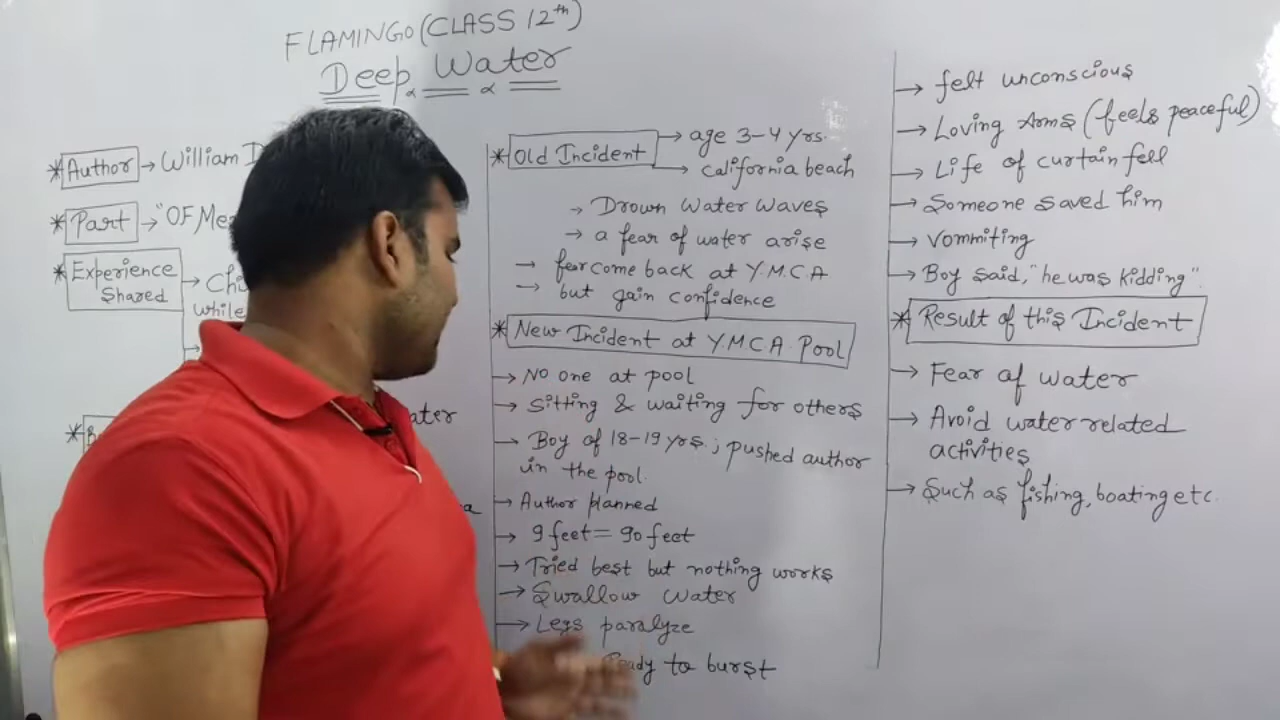 FLAMINGO (CLASS 12th)
Deep Water
* Author → William
* Part → "OF
* Experience Shared →
while
ater
* Old Incident → age 3-4 yrs.
→ california beach
→ Drown Water Waves
→ a fear of water arise
→ fear come back at Y.M.C.A
→ but gain confidence
* New Incident at Y.M.C.A. Pool
→ No one at pool
→ Sitting & waiting for others
→ Boy of 18-19 yrs.; pushed author
in the pool.
→ Author planned
→ 9 feet = 90 feet
→ Tried best but nothing works
→ Swallow water
→ Legs paralyze
Ready to burst
→ felt unconscious
→ Loving Arms (feels peaceful)
→ Life of curtain fell
→ Someone saved him
→ Vommiting
→ Boy said, "he was kidding"
* Result of this Incident
→ Fear of water
→ Avoid water related
activities
→ Such as fishing, boating etc.